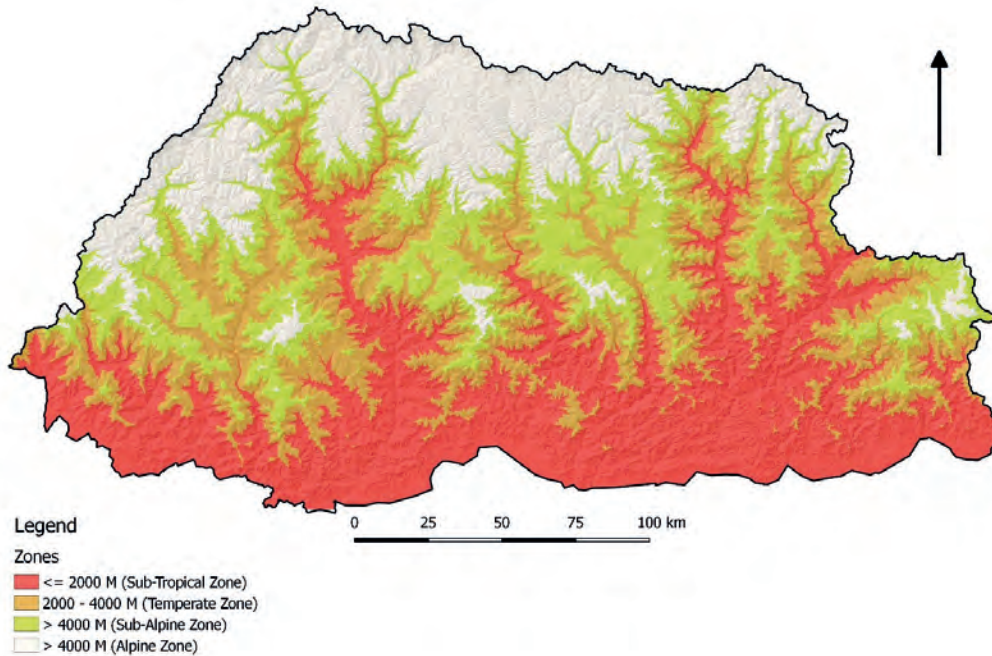 Legend
Zones
<= 2000 M (Sub-Tropical Zone)
2000 - 4000 M (Temperate Zone)
> 4000 M (Sub-Alpine Zone)
> 4000 M (Alpine Zone)
0 25 50 75 100 km